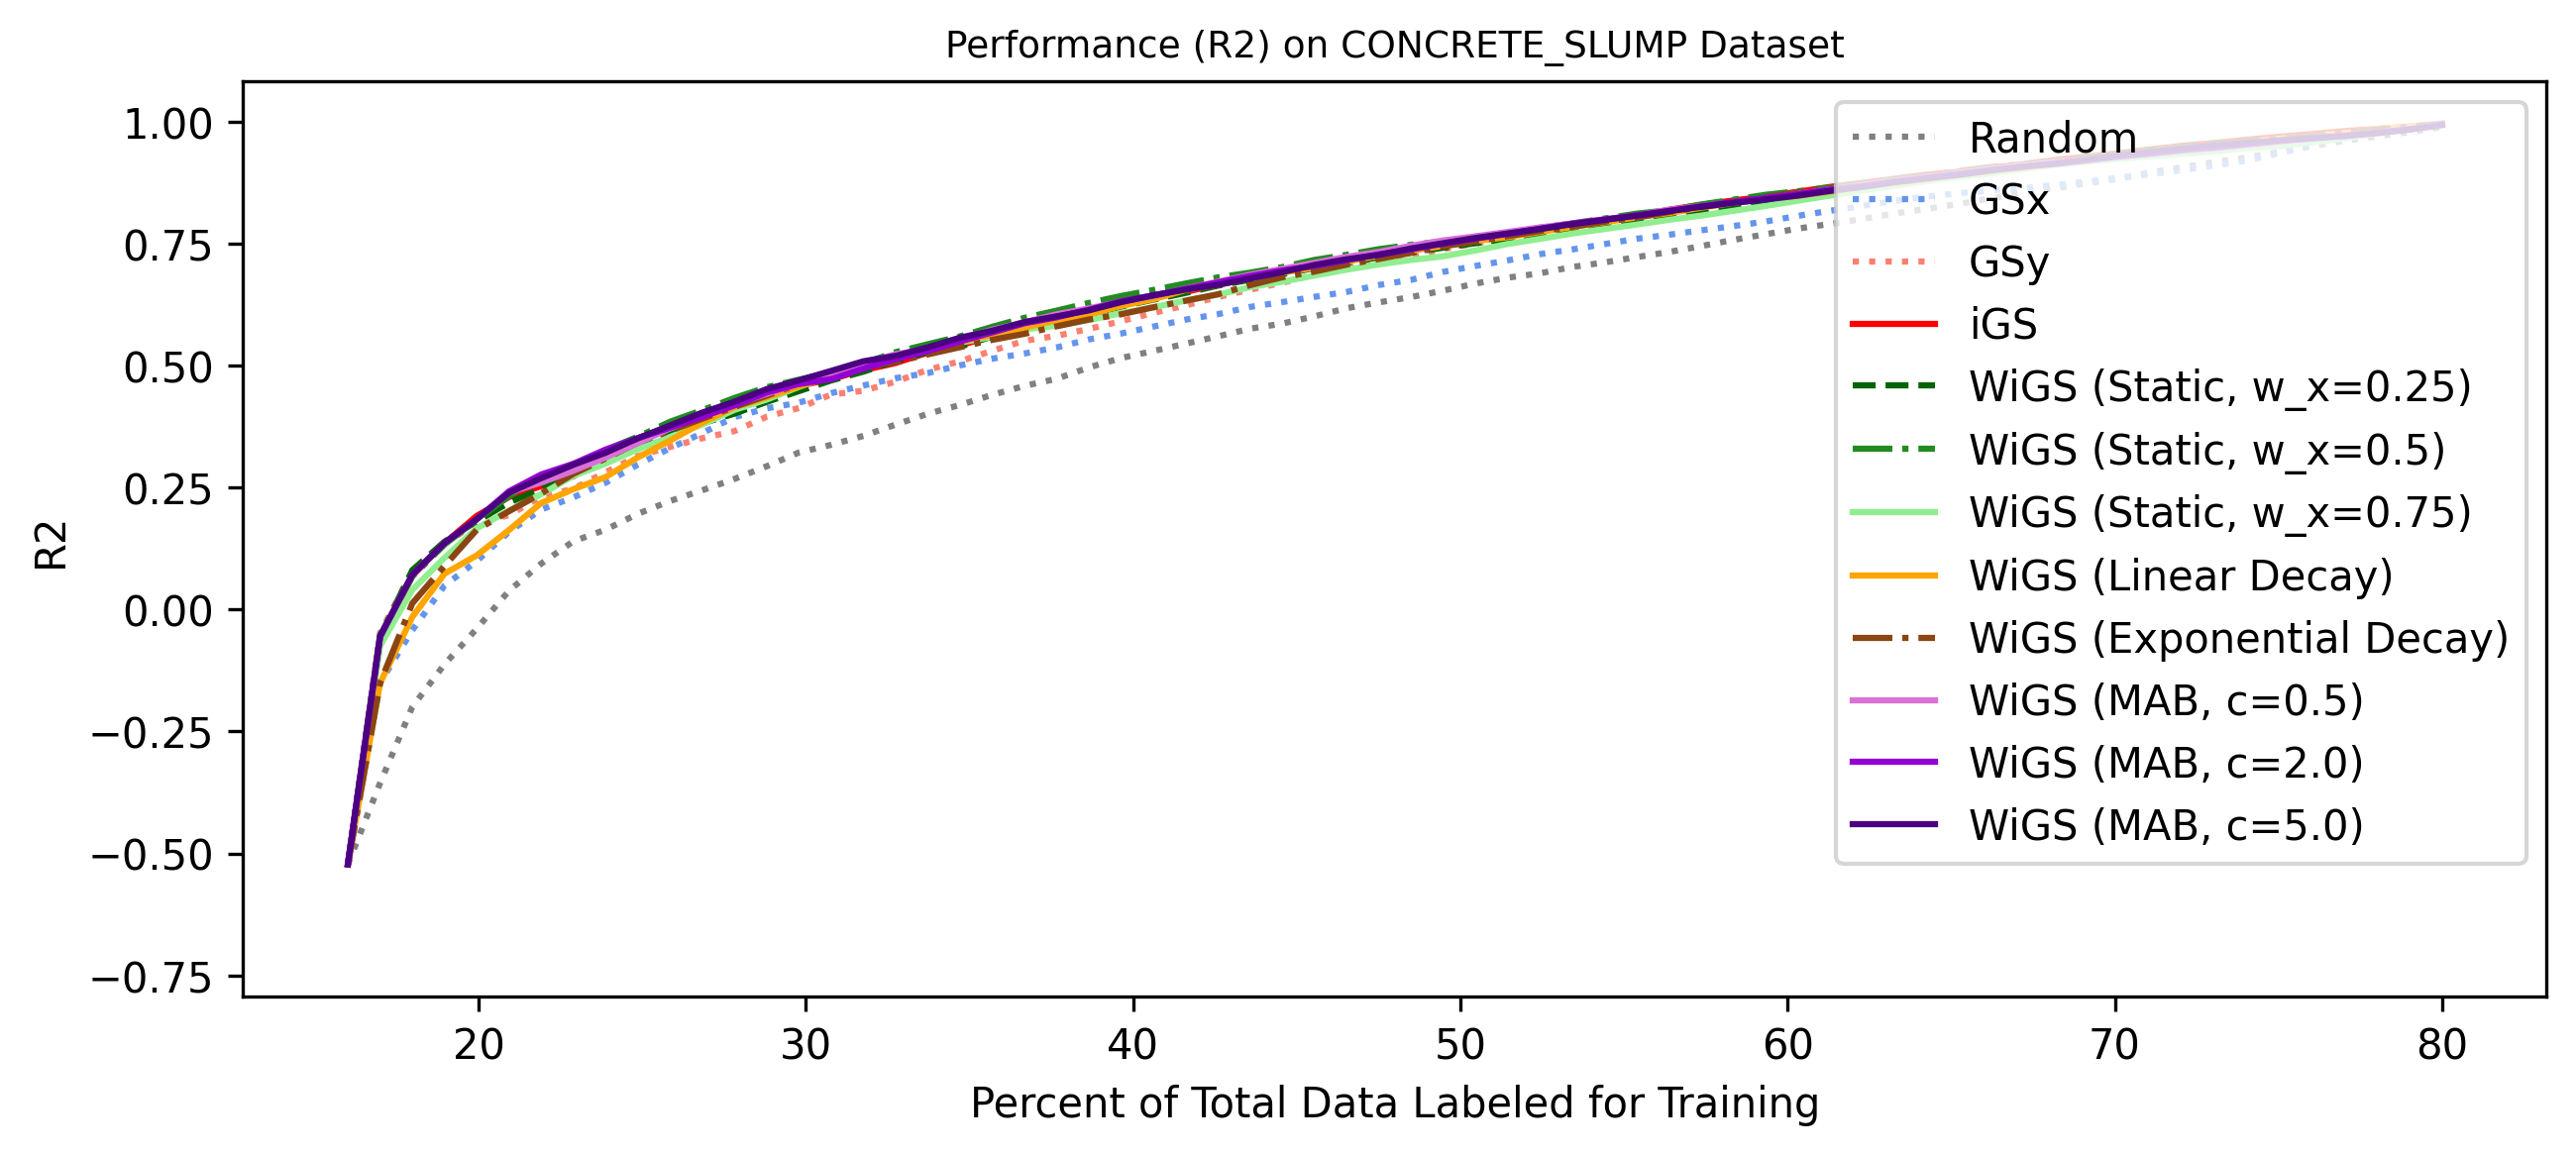 Performance (R2) on CONCRETE_SLUMP Dataset
1.00
0.75
0.50
0.25
0.00
−0.25
−0.50
−0.75
R2
Random
GSx
GSy
iGS
WiGS (Static, w_x=0.25)
WiGS (Static, w_x=0.5)
WiGS (Static, w_x=0.75)
WiGS (Linear Decay)
WiGS (Exponential Decay)
WiGS (MAB, c=0.5)
WiGS (MAB, c=2.0)
WiGS (MAB, c=5.0)
20 30 40 50 60 70 80
Percent of Total Data Labeled for Training